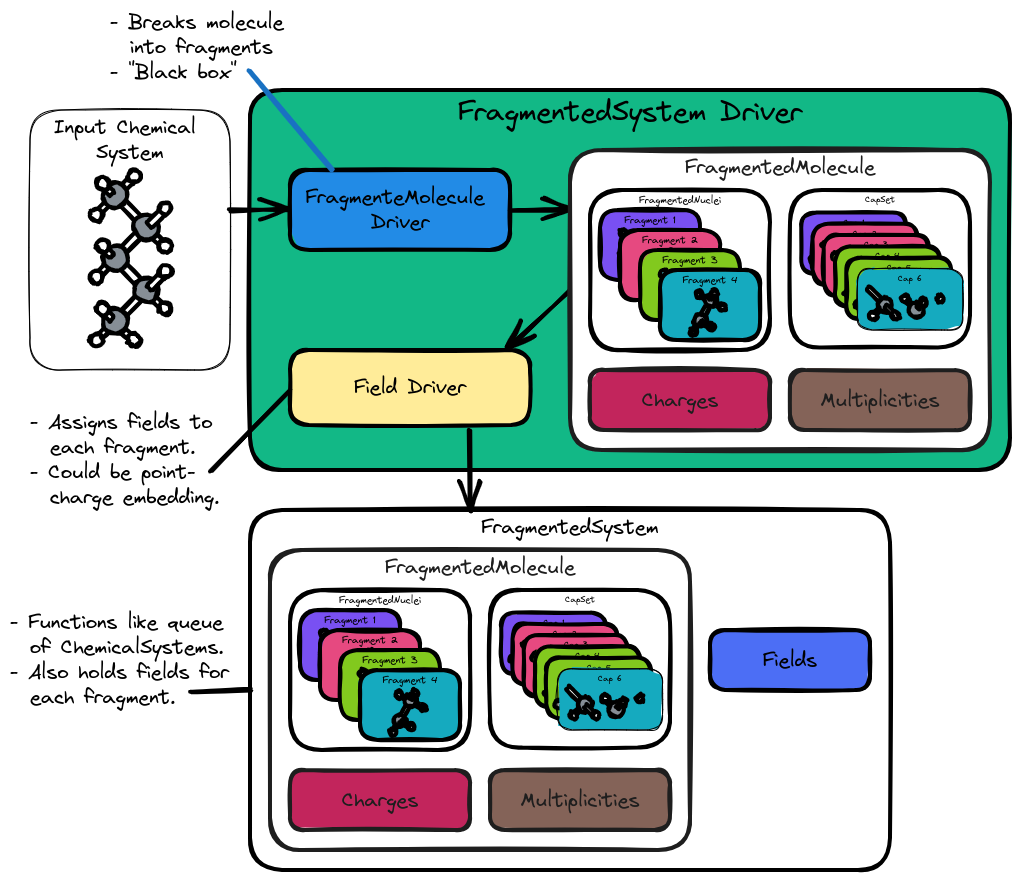 - Breaks molecule
into fragments
- "Black box"
Input Chemical
System
FragmentedSystem Driver
FragmenteMolecule
Driver
FragmentedMolecule
FragmentedNuclei
Fragment 1
Fragment 2
Fragment 3
Fragment 4
CapSet
Cap 6
Charges
Multiplicities
Field Driver
- Assigns fields to
each fragment.
- Could be point-
charge embedding.
FragmentedSystem
FragmentedMolecule
FragmentedNuclei
Fragment 1
Fragment 2
Fragment 3
Fragment 4
CapSet
Cap 6
Charges
Multiplicities
Fields
- Functions like queue
of ChemicalSystems.
- Also holds fields for
each fragment.